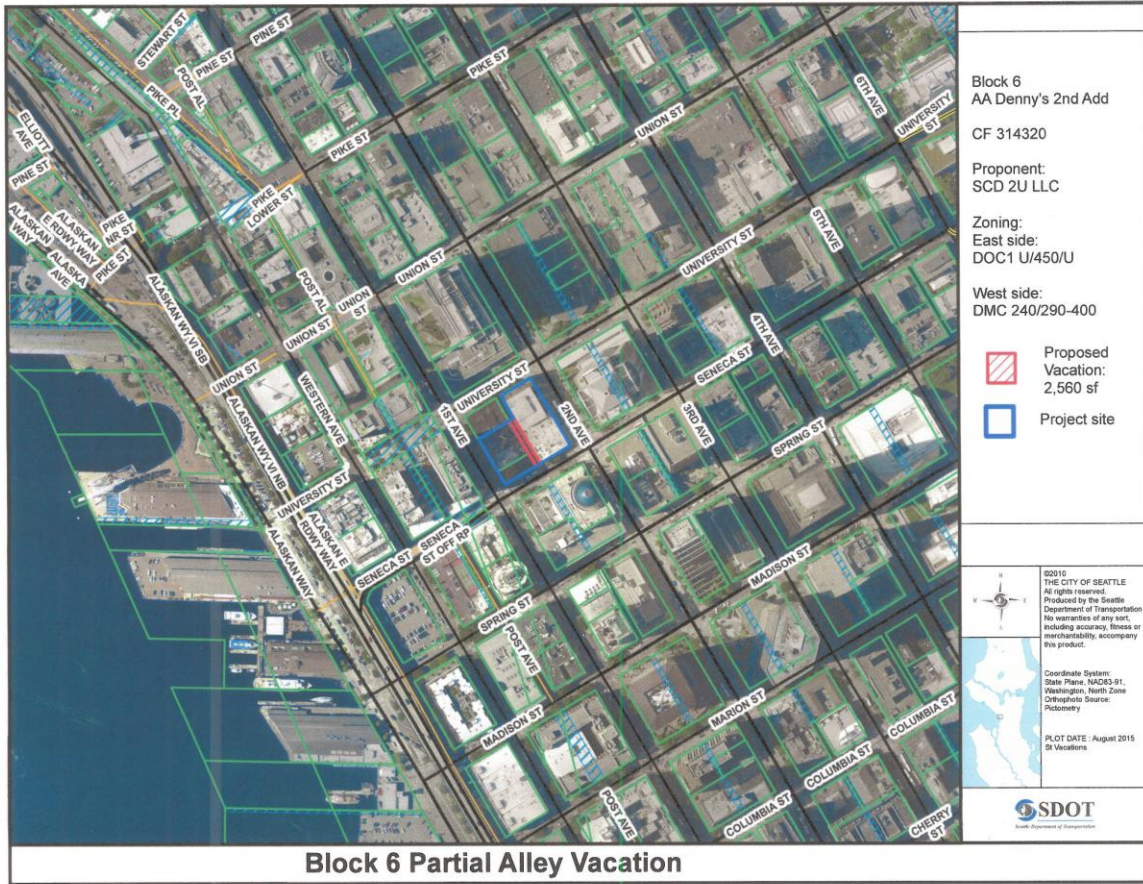 STEWART ST
PINE ST
PINE ST
POST AL
PIKE PL
PIKE ST
PIKE ST
UNION ST
6TH AVE
UNIVERSITY
ST
ELLIOTT
AVE
PINE ST
ALASKAN
WAY
ALASKAN
E RDWY WAY
ALASKA
AVE
PIKE
NR ST
PIKE ST
PIKE
LOWER ST
ALASKAN WY VI SB
POST AL
UNION ST
UNION
ST
UNION ST
UNION ST
UNIVERSITY ST
5TH AVE
4TH AVE
SENECA ST
WESTERN AVE
1ST AVE
UNIVERSITY ST
2ND AVE
3RD AVE
SPRING ST
ALASKAN WY VI NB
UNIVERSITY
ST
ALASKAN E
RDWY WAY
ALASKAN WAY
SENECA ST
SENECA
ST OFF RP
SPRING ST
POST AVE
MADISON ST
MADISON ST
MARION ST
COLUMBIA ST
COLUMBIA ST
COLUMBIA ST
POST AVE
CHERRY
ST
Block 6
AA Denny's 2nd Add
CF 314320
Proponent:
SCD 2U LLC
Zoning:
East side:
DOC1 U/450/U
West side:
DMC 240/290-400
Proposed
Vacation:
2,560 sf
Project site
N
W
E
S
©2010
THE CITY OF SEATTLE
All rights reserved.
Produced by the Seattle
Department of Transportation
No warranties of any sort,
including accuracy, fitness or
merchantability, accompany
this product.
Coordinate System:
State Plane, NAD83-91,
Washington, North Zone
Orthophoto Source:
Pictometry
PLOT DATE : August 2015
St Vacations
SDOT
Seattle Department of Transportation
Block 6 Partial Alley Vacation